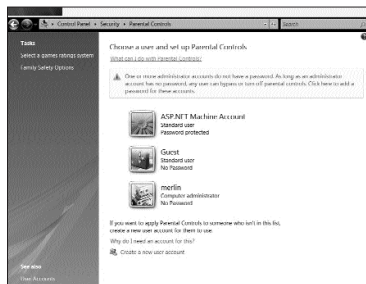 Control Panel ▸ Security ▸ Parental Controls
Search
Tasks
Select a games ratings system
Family Safety Options
Choose a user and set up Parental Controls
What can I do with Parental Controls?
One or more administrator accounts do not have a password. As long as an administrator
account has no password, any user can bypass or turn off parental controls. Click here to add a
password for these accounts.
ASP.NET Machine Account
Standard user
Password protected
Guest
Standard user
No Password
merlin
Computer administrator
No Password
If you want to apply Parental Controls to someone who isn't in this list,
create a new user account for them to use.
Why do I need an account for this?
Create a new user account
See also
User Accounts